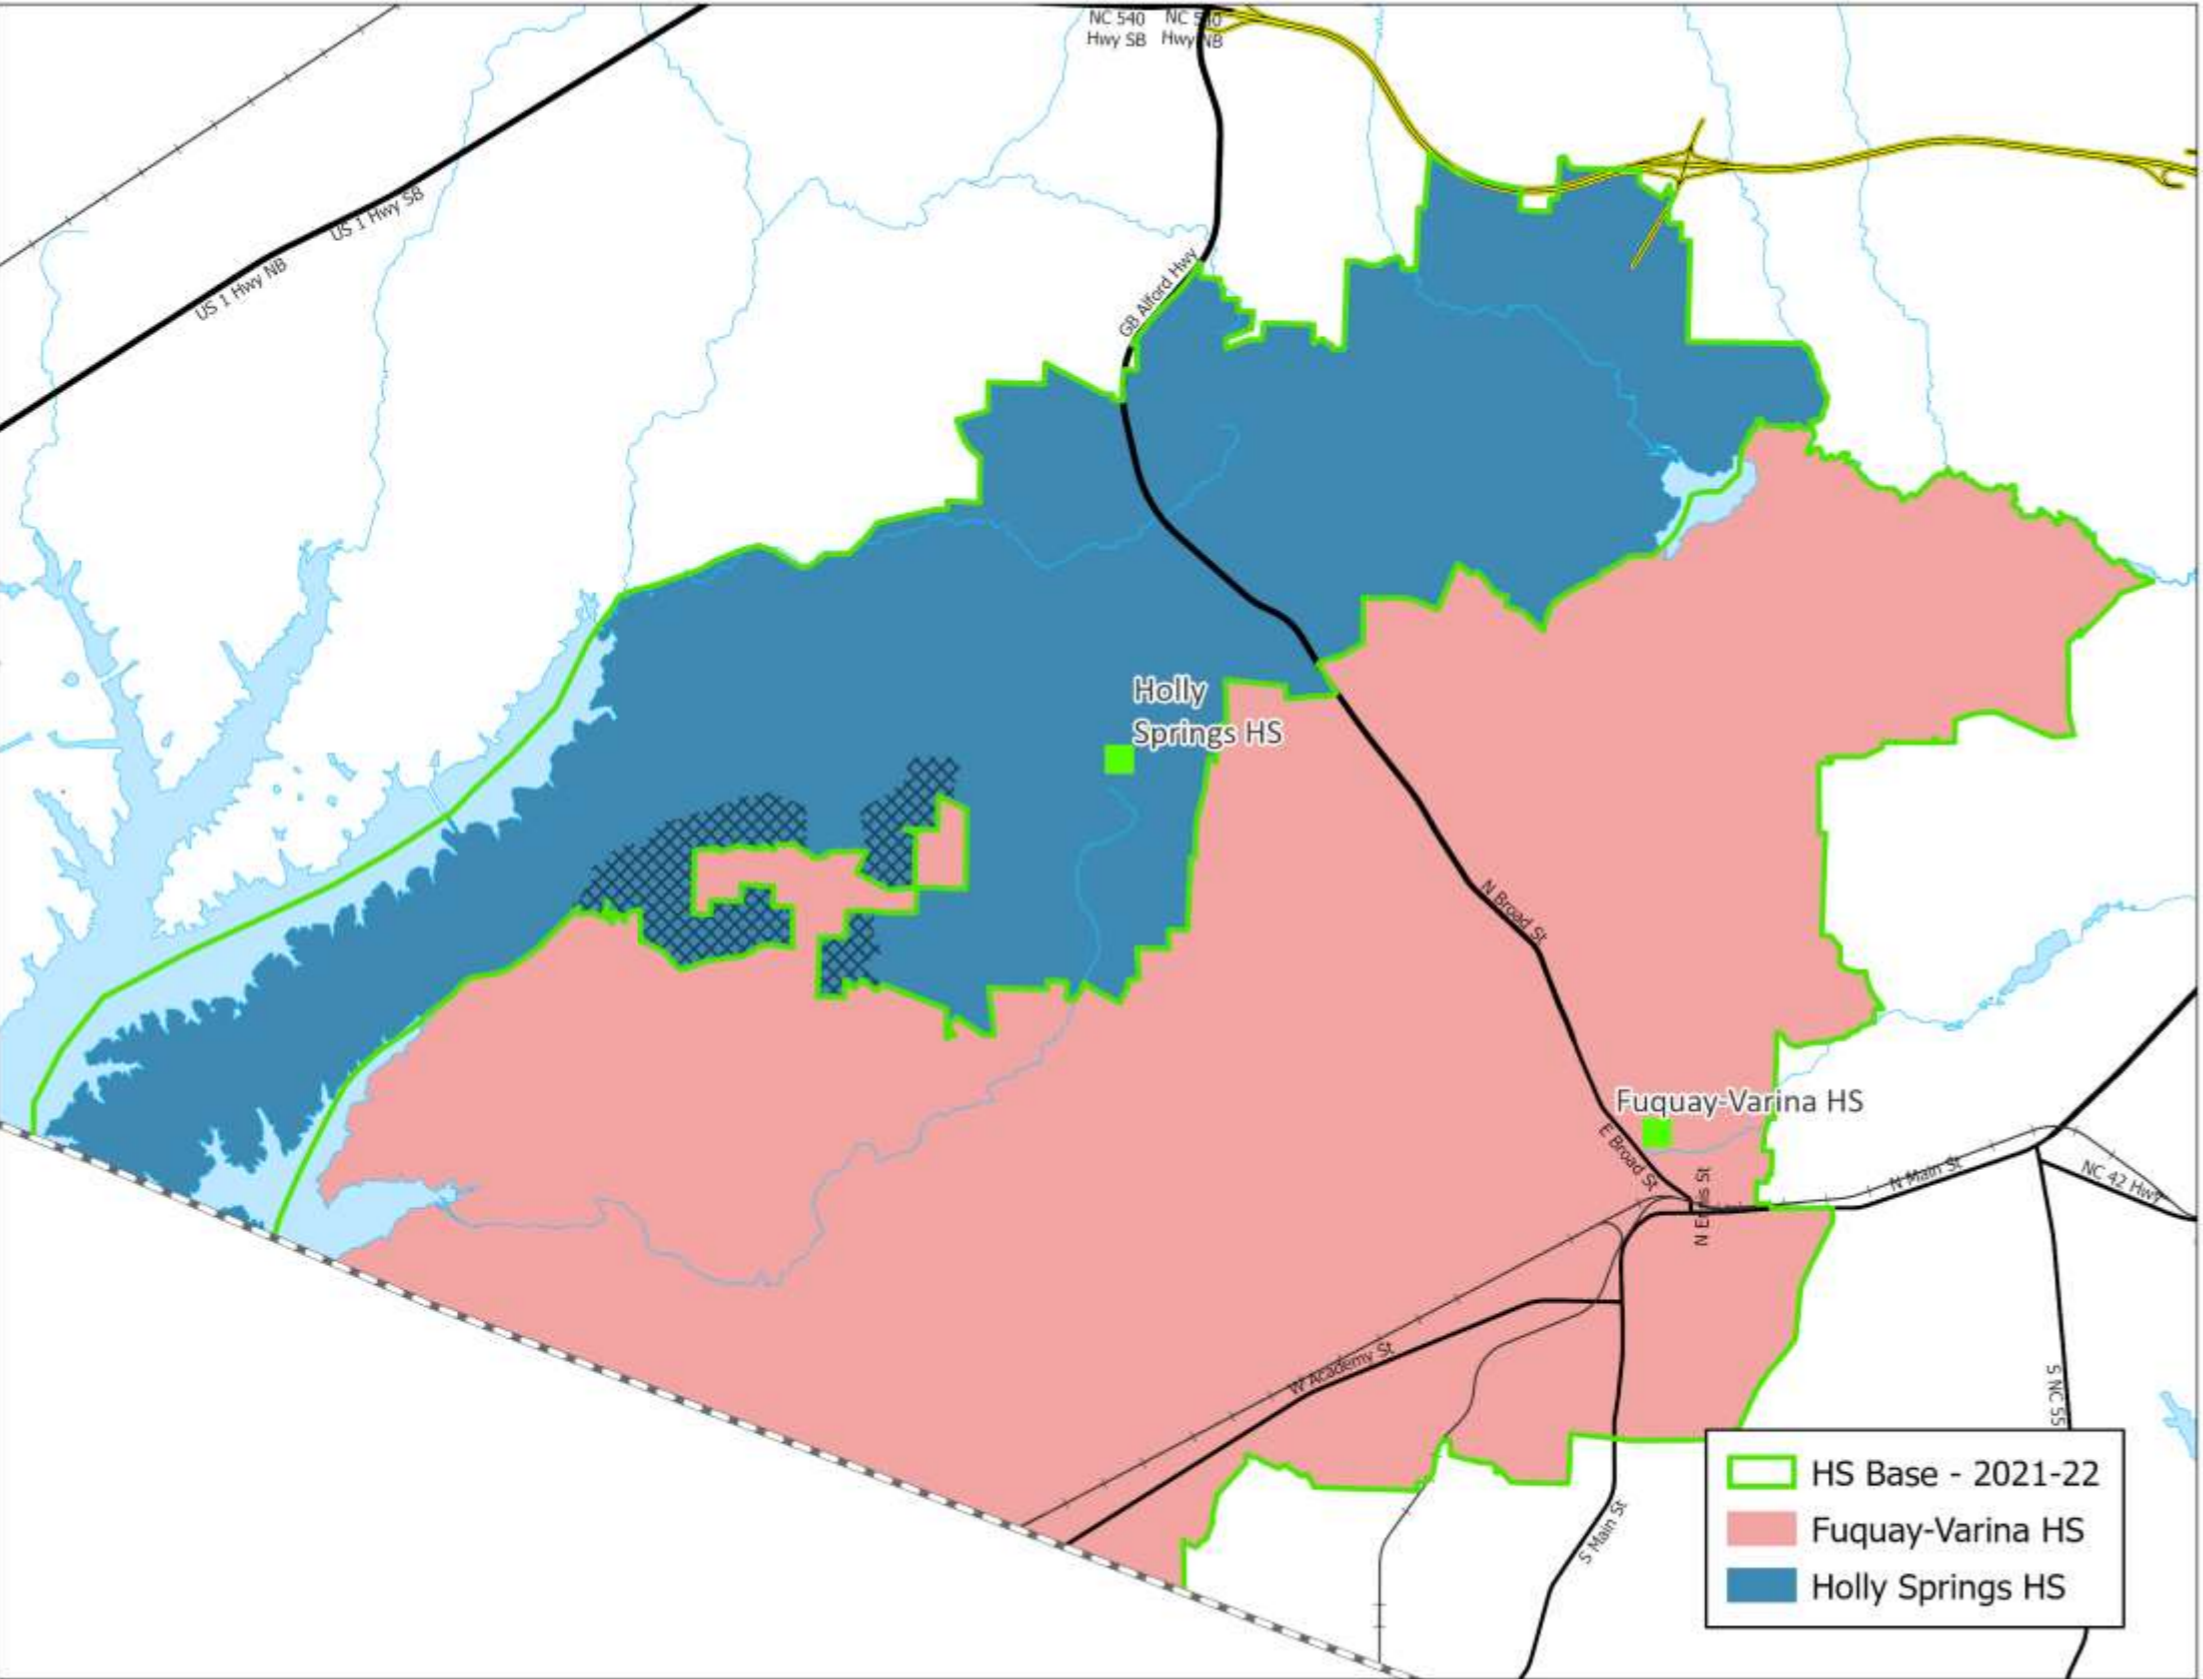 NC 540 NC 540
Hwy SB Hwy NB
US 1 Hwy SB
US 1 Hwy NB
GB Alford Hwy
Holly
Springs HS
N Broad St
Fuquay-Varina HS
E Broad St
N Ennis St
N Main St
NC 42 Hwy
W Academy St
S NC 55
S Main St
HS Base - 2021-22
Fuquay-Varina HS
Holly Springs HS